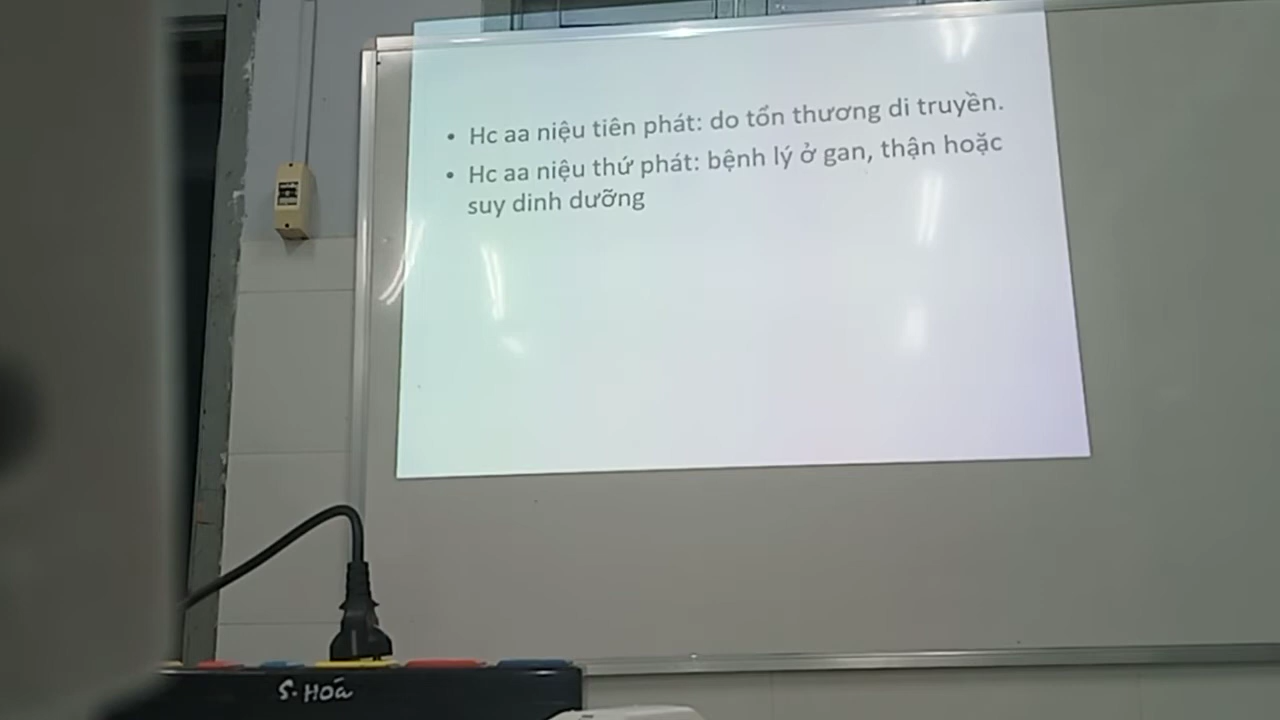 • Hc aa niệu tiên phát: do tổn thương di truyền.
• Hc aa niệu thứ phát: bệnh lý ở gan, thận hoặc
suy dinh dưỡng
S. Hoá